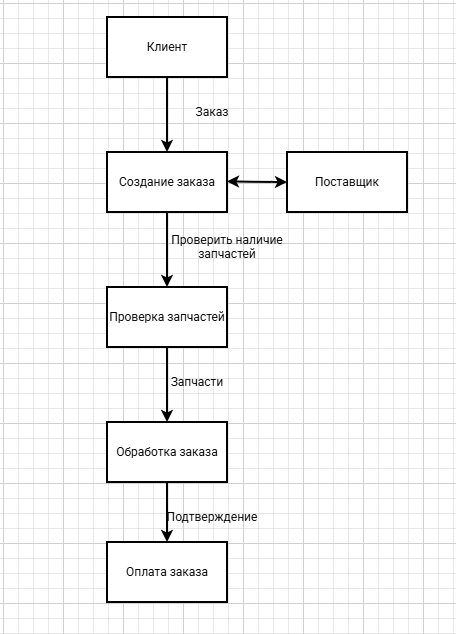 Клиент
Заказ
Создание заказа
Поставщик
Проверить наличие
запчастей
Проверка запчастей
Запчасти
Обработка заказа
Подтверждение
Оплата заказа